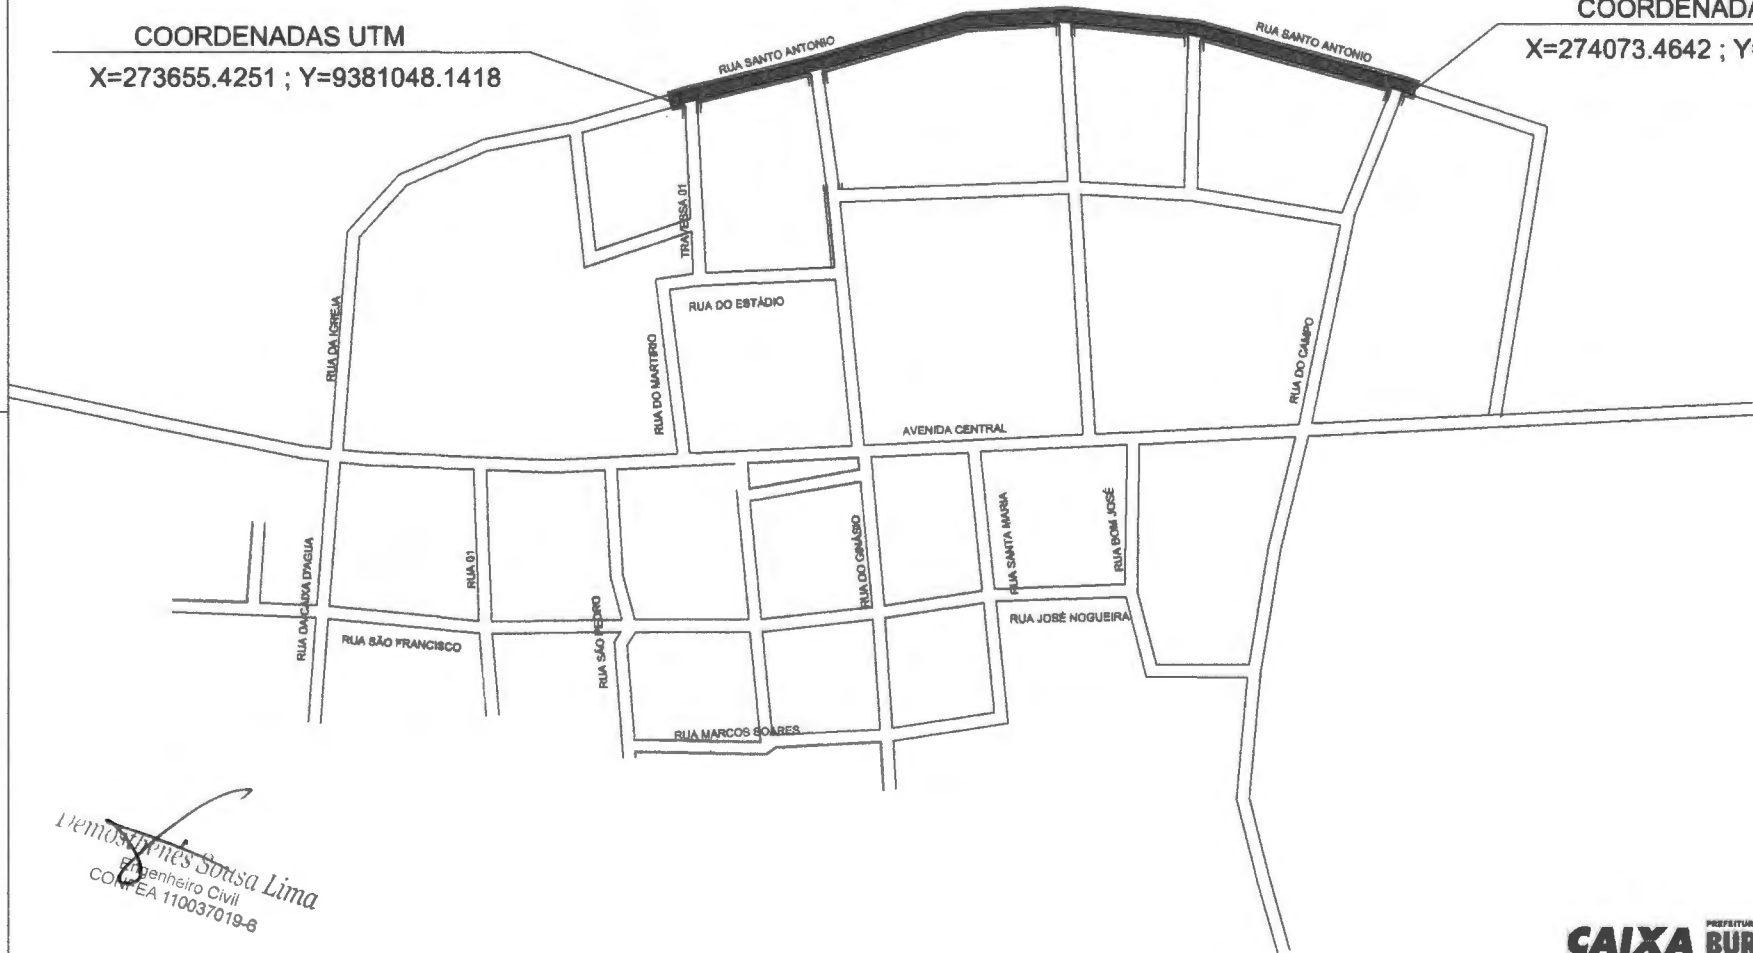 COORDENADAS UTM
X=273655.4251 ; Y=9381048.1418
COORDENADA
X=274073.4642 ; Y=
RUA SANTO ANTONIO
RUA SANTO ANTONIO
TRAVESSA 01
RUA DO ESTÁDIO
RUA DA IGREJA
RUA DO MARTIRIO
RUA DO CAMPO
AVENIDA CENTRAL
RUA DA CAIXA D'AGUA
RUA 01
RUA SÃO PEDRO
RUA DO GINÁSIO
RUA SANTA MARIA
RUA BOM JOSÉ
RUA SÃO FRANCISCO
RUA JOSÉ NOGUEIRA
RUA MARCOS SOARES
Demosthenes Sousa Lima
Engenheiro Civil
CONFEA 110037019-6
CAIXA
PREFEITUR
BUR